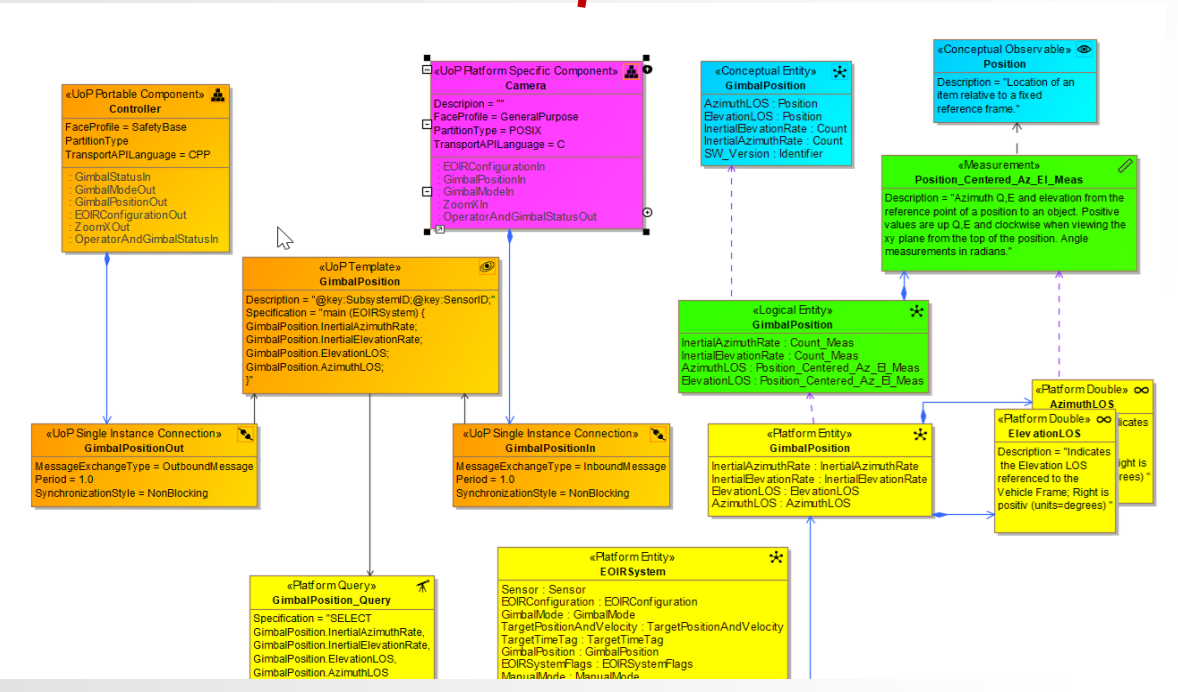 «UoP Portable Component»
Controller
FaceProfile = SafetyBase
PartitionType
TransportAPILanguage = CPP
: GimbalStatusIn
: GimbalModeOut
: GimbalPositionOut
: EOIRConfigurationOut
: ZoomXOut
: OperatorAndGimbalStatusIn
«UoP Platform Specific Component»
Camera
Descripion = ""
FaceProfile = GeneralPurpose
PartitionType = POSIX
TransportAPILanguage = C
: EOIRConfigurationIn
: GimbalPositionIn
: GimbalModeIn
: ZoomXIn
: OperatorAndGimbalStatusOut
«Conceptual Entity»
GimbalPosition
AzimuthLOS : Position
ElevationLOS : Position
InertialElevationRate : Count
InertialAzimuthRate : Count
SW_Version : Identifier
«Conceptual Observable»
Position
Description = "Location of an
item relative to a fixed
reference frame."
«Measurement»
Position_Centered_Az_El_Meas
Description = "Azimuth Q,E and elevation from the
reference point of a position to an object. Positive
values are up Q,E and clockwise when viewing the
xy plane from the top of the position. Angle
measurements in radians."
«UoP Template»
GimbalPosition
Description = "@key:SubsystemID;@key:SensorID;"
Specification = "main (EOIRSystem) {
GimbalPosition.InertialAzimuthRate;
GimbalPosition.InertialElevationRate;
GimbalPosition.ElevationLOS;
GimbalPosition.AzimuthLOS;
}"
«Logical Entity»
GimbalPosition
InertialAzimuthRate : Count_Meas
InertialElevationRate : Count_Meas
AzimuthLOS : Position_Centered_Az_El_Meas
ElevationLOS : Position_Centered_Az_El_Meas
«UoP Single Instance Connection»
GimbalPositionOut
MessageExchangeType = OutboundMessage
Period = 1.0
SynchronizationStyle = NonBlocking
«UoP Single Instance Connection»
GimbalPositionIn
MessageExchangeType = InboundMessage
Period = 1.0
SynchronizationStyle = NonBlocking
«Platform Entity»
GimbalPosition
InertialAzimuthRate : InertialAzimuthRate
InertialElevationRate : InertialElevationRate
ElevationLOS : ElevationLOS
AzimuthLOS : AzimuthLOS
«Platform Double»
AzimuthLOS
«Platform Double»
ElevationLOS
Description = "Indicates
the Elevation LOS
referenced to the
Vehicle Frame; Right is
positiv (units=degrees) "
«Platform Query»
GimbalPosition_Query
Specification = "SELECT
GimbalPosition.InertialAzimuthRate,
GimbalPosition.InertialElevationRate,
GimbalPosition.ElevationLOS,
GimbalPosition.AzimuthLOS
«Platform Entity»
EOIRSystem
Sensor : Sensor
EOIRConfiguration : EOIRConfiguration
GimbalMode : GimbalMode
TargetPositionAndVelocity : TargetPositionAndVelocity
TargetTimeTag : TargetTimeTag
GimbalPosition : GimbalPosition
EOIRSystemFlags : EOIRSystemFlags
ManualMode : ManualMode